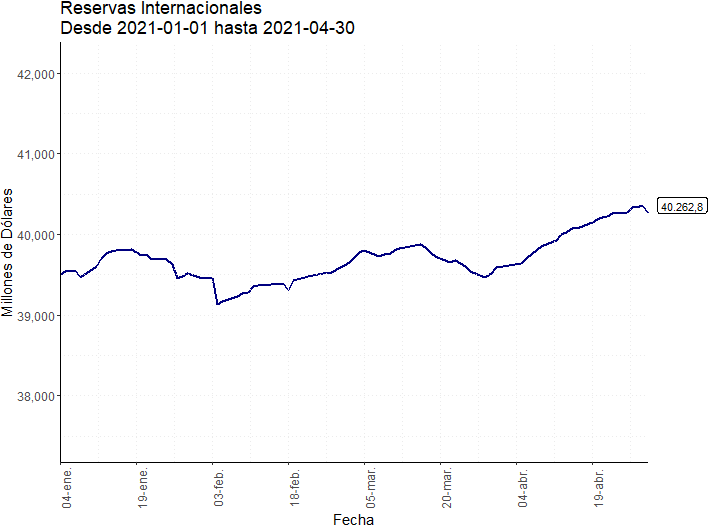 Reservas Internacionales
Desde 2021-01-01 hasta 2021-04-30
Millones de Dólares
42,000
41,000
40,000
39,000
38,000
40.262,8
04-ene.
19-ene.
03-feb.
18-feb.
05-mar.
20-mar.
04-abr.
19-abr.
Fecha